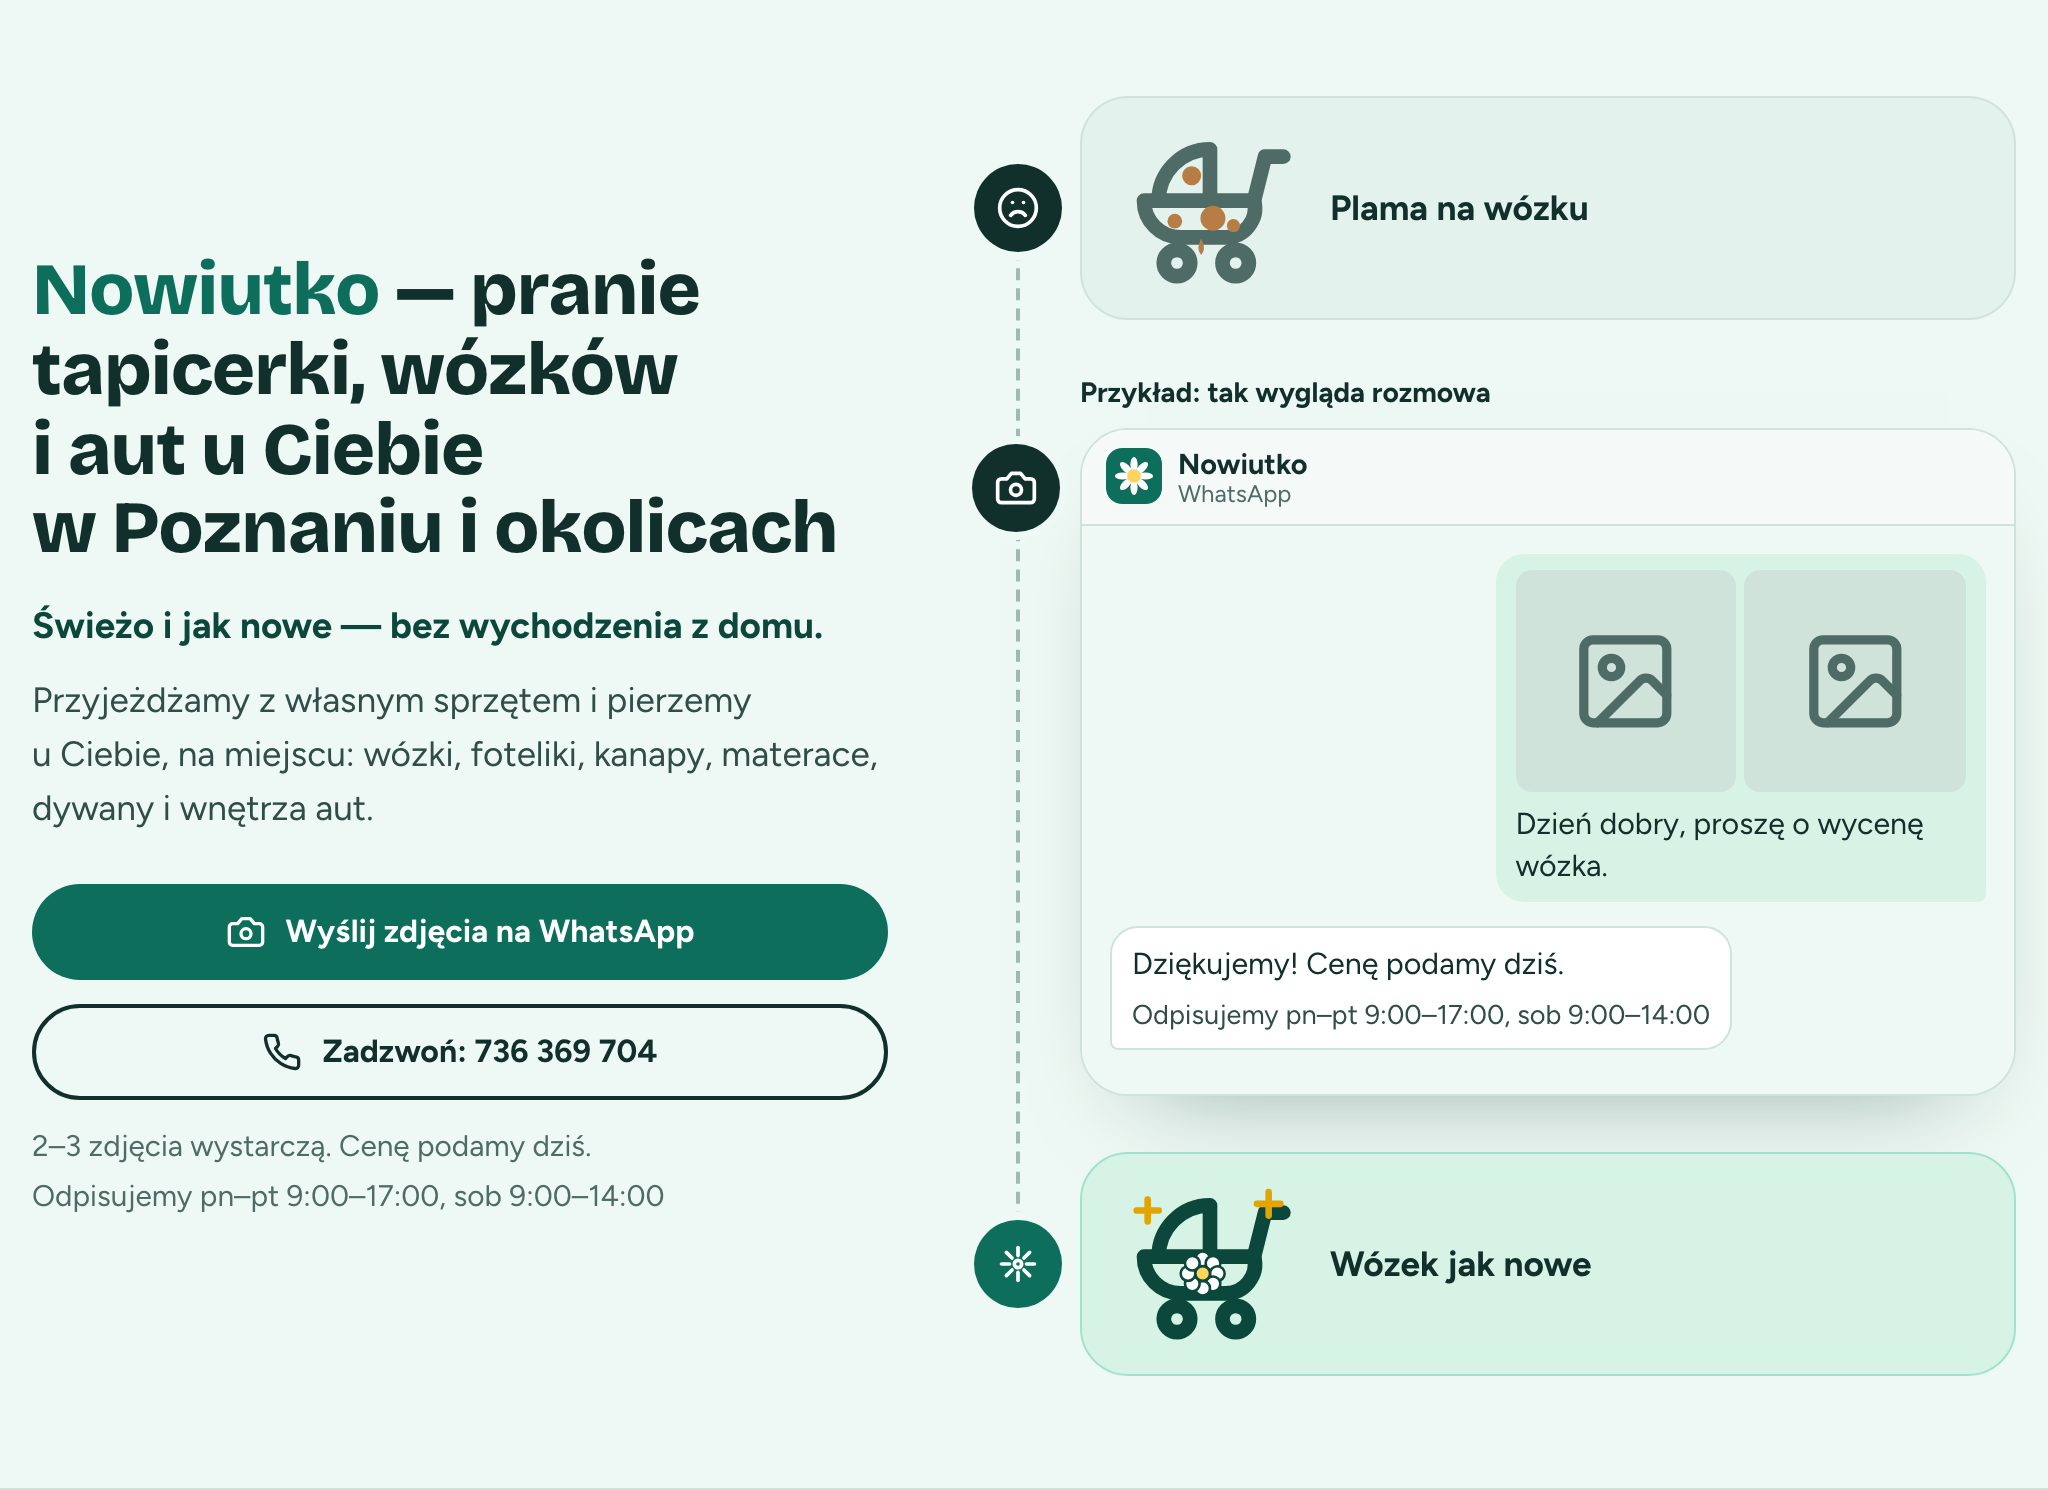 Nowiutko — pranie
tapicerki, wózków
i aut u Ciebie
w Poznaniu i okolicach
Świeżo i jak nowe — bez wychodzenia z domu.
Przyjeżdżamy z własnym sprzętem i pierzemy
u Ciebie, na miejscu: wózki, foteliki, kanapy, materace,
dywany i wnętrza aut.
Wyślij zdjęcia na WhatsApp
Zadzwoń: 736 369 704
2–3 zdjęcia wystarczą. Cenę podamy dziś.
Odpisujemy pn–pt 9:00–17:00, sob 9:00–14:00
Plama na wózku
Przykład: tak wygląda rozmowa
Nowiutko
WhatsApp
Dzień dobry, proszę o wycenę
wózka.
Dziękujemy! Cenę podamy dziś.
Odpisujemy pn–pt 9:00–17:00, sob 9:00–14:00
Wózek jak nowe